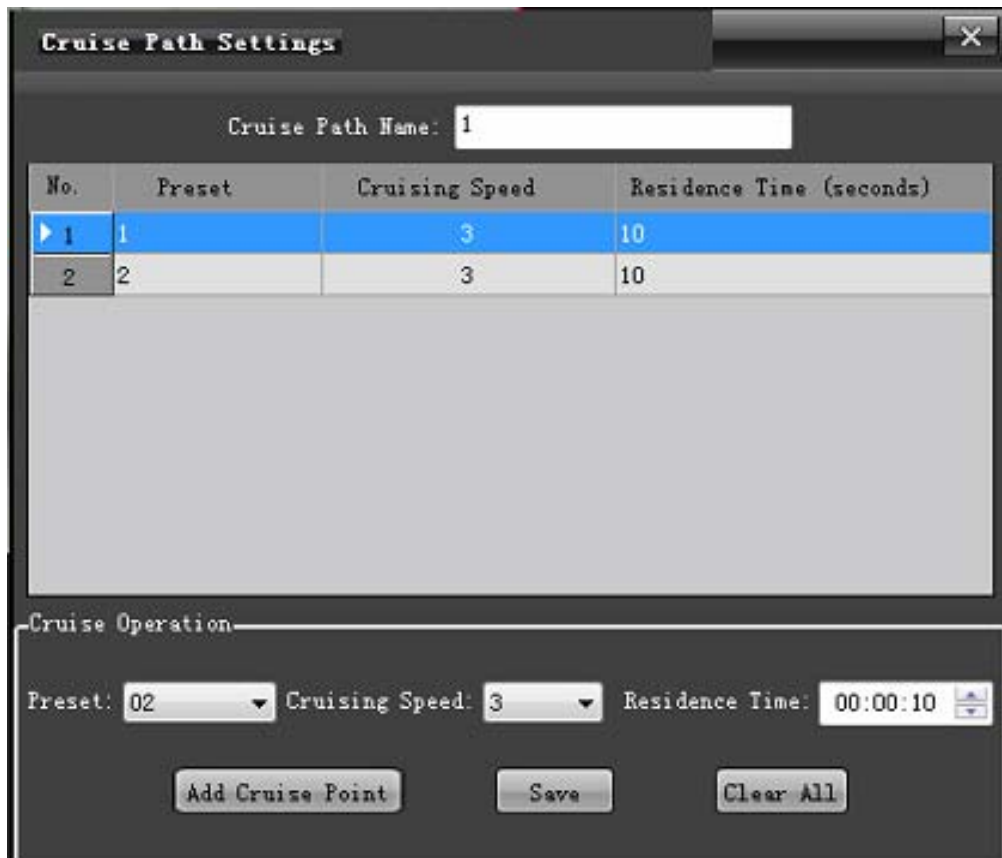 Cruise Path Settings
Cruise Path Name: 1
No. Preset Cruising Speed Residence Time (seconds)
1 1 3 10
2 2 3 10
Cruise Operation
Preset: 02 Cruising Speed: 3 Residence Time: 00:00:10
Add Cruise Point Save Clear All